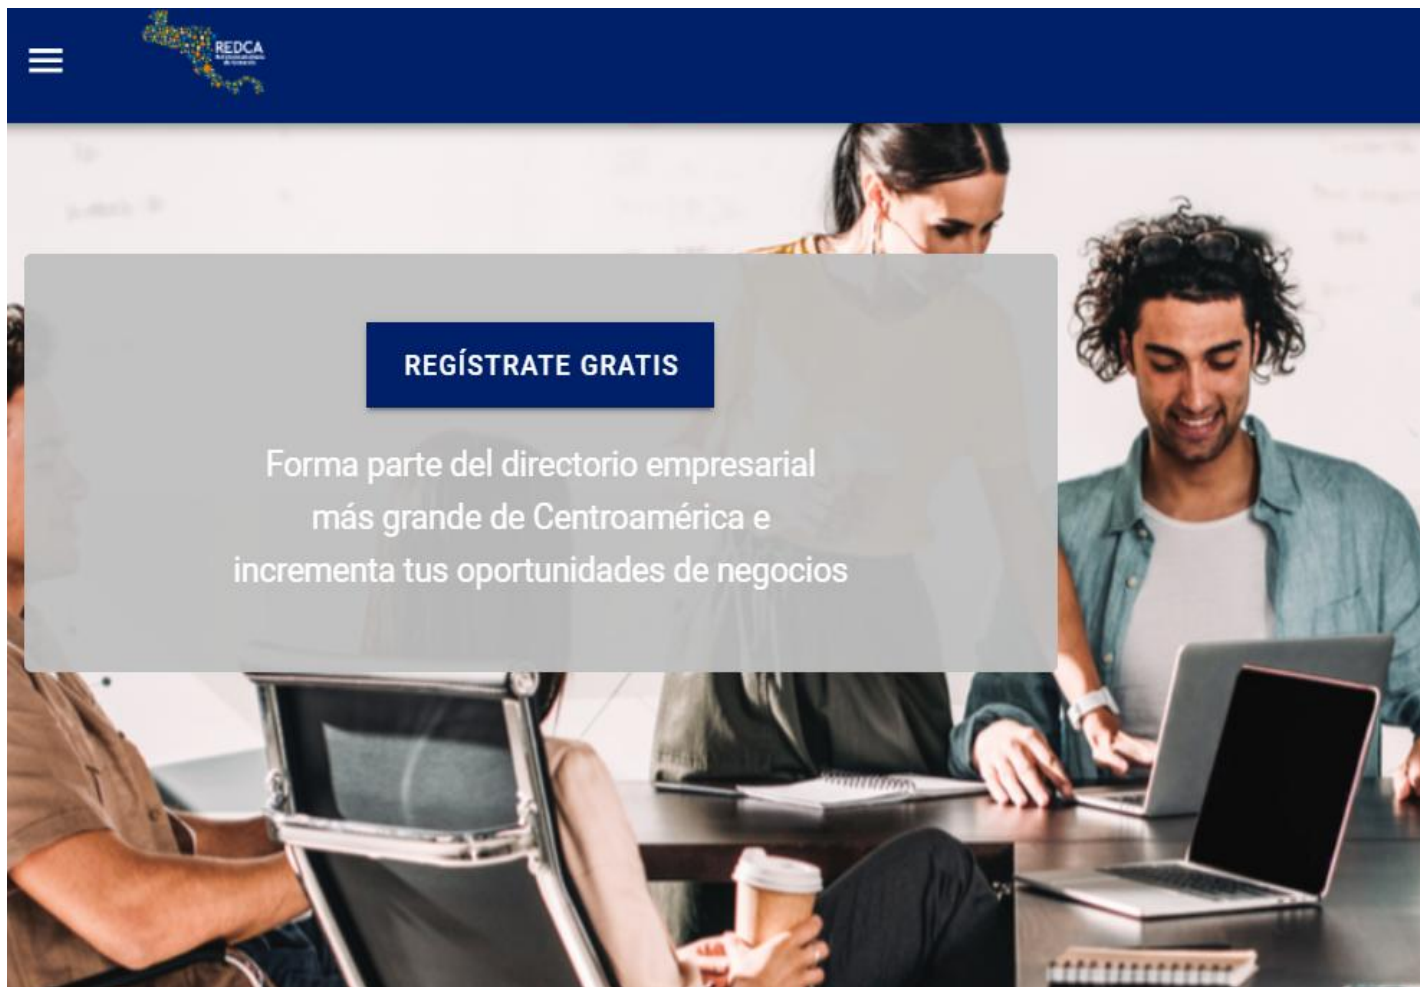 REDCA
REGÍSTRATE GRATIS
Forma parte del directorio empresarial
más grande de Centroamérica e
incrementa tus oportunidades de negocios